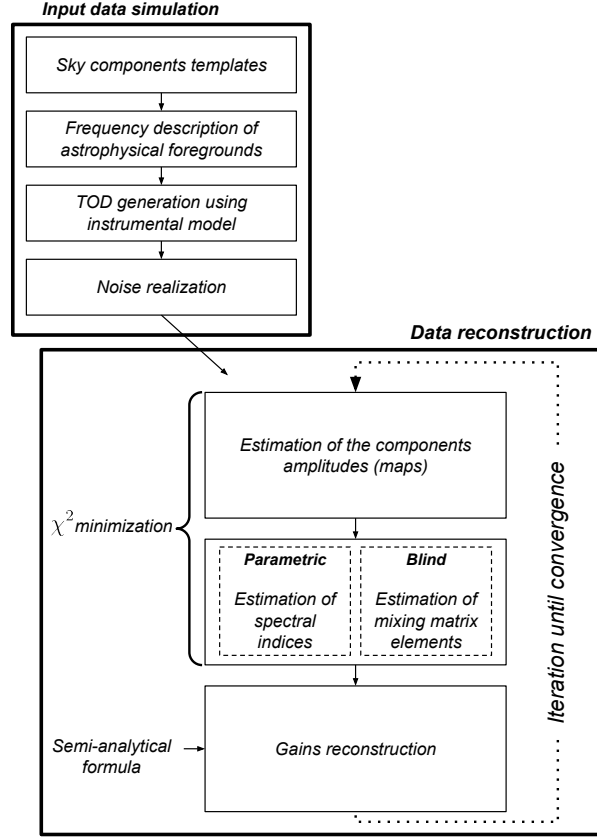 Input data simulation
Sky components templates
Frequency description of
astrophysical foregrounds
TOD generation using
instrumental model
Noise realization
Data reconstruction
Estimation of the components
amplitudes (maps)
χ² minimization
Parametric
Estimation of
spectral
indices
Blind
Estimation of
mixing matrix
elements
Iteration until convergence
Semi-analytical
formula
Gains reconstruction